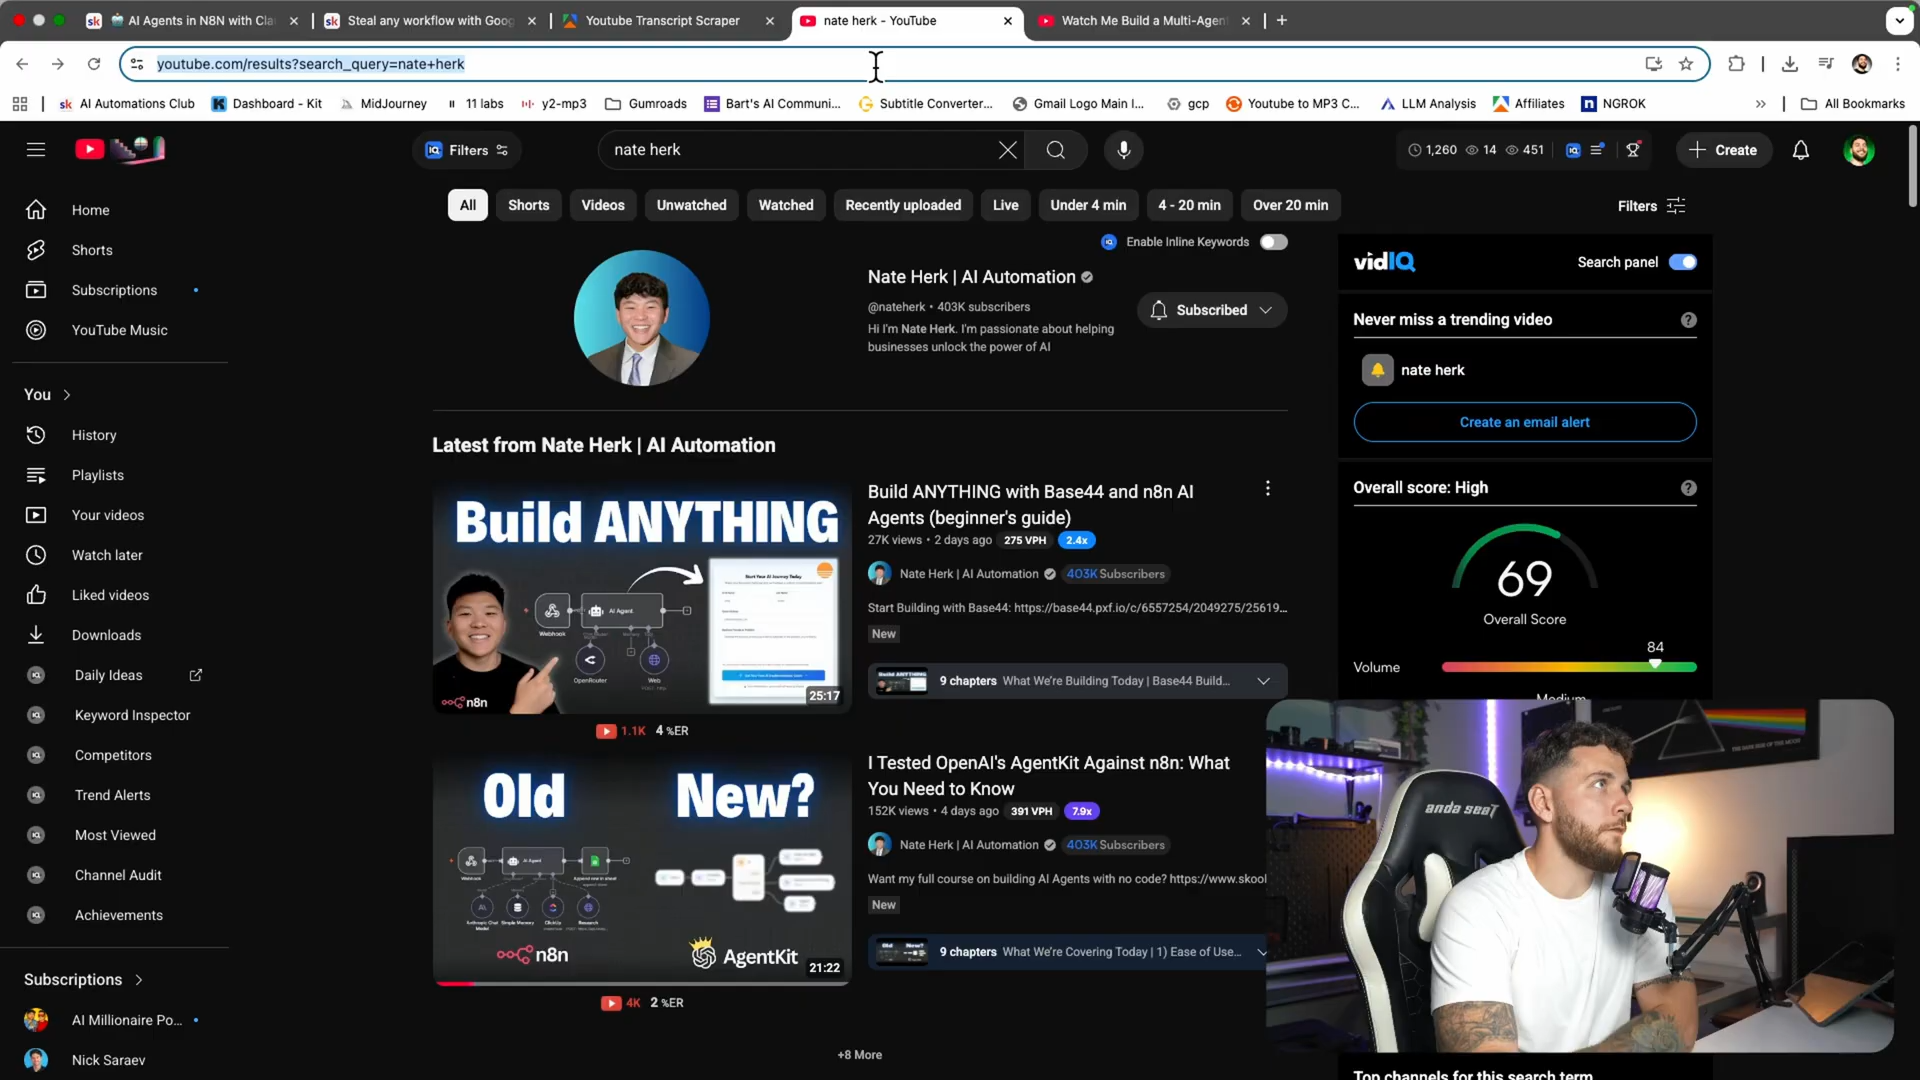 AI Agents in N8N with Cla
Steal any workflow with Goog
Youtube Transcript Scraper
nate herk - YouTube
Watch Me Build a Multi-Agen
youtube.com/results?search_query=nate+herk
AI Automations Club
Dashboard - Kit
MidJourney
11 labs
y2-mp3
Gumroads
Bart's AI Communi...
Subtitle Converter...
Gmail Logo Main I...
gcp
Youtube to MP3 C...
LLM Analysis
Affiliates
NGROK
All Bookmarks
Filters
nate herk
1,260
14
451
Create
All
Shorts
Videos
Unwatched
Watched
Recently uploaded
Live
Under 4 min
4 - 20 min
Over 20 min
Filters
Home
Shorts
Subscriptions
YouTube Music
You
History
Playlists
Your videos
Watch later
Liked videos
Downloads
Daily Ideas
Keyword Inspector
Competitors
Trend Alerts
Most Viewed
Channel Audit
Achievements
Subscriptions
AI Millionaire Po...
Nick Saraev
Enable Inline Keywords
Nate Herk | AI Automation
@nateherk • 403K subscribers
Hi I'm Nate Herk. I'm passionate about helping
businesses unlock the power of AI
Subscribed
Latest from Nate Herk | AI Automation
Build ANYTHING
Webhook
AI Agent
OpenRouter
Web
Start Your AI Journey Today
n8n
25:17
1.1K 4 %ER
Build ANYTHING with Base44 and n8n AI
Agents (beginner's guide)
27K views • 2 days ago 275 VPH 2.4x
Nate Herk | AI Automation 403K Subscribers
Start Building with Base44: https://base44.pxf.io/c/6557254/2049275/25619...
New
9 chapters What We're Building Today | Base44 Build...
Old New?
AI Agent
n8n
AgentKit
21:22
4K 2 %ER
I Tested OpenAI's AgentKit Against n8n: What
You Need to Know
152K views • 4 days ago 391 VPH 7.9x
Nate Herk | AI Automation 403K Subscribers
Want my full course on building AI Agents with no code? https://www.skool
New
9 chapters What We're Covering Today | 1) Ease of Use...
+8 More
vidIQ
Search panel
Never miss a trending video
nate herk
Create an email alert
Overall score: High
69
Overall Score
84
Volume
Medium
anda seaT
Top channels for this search term